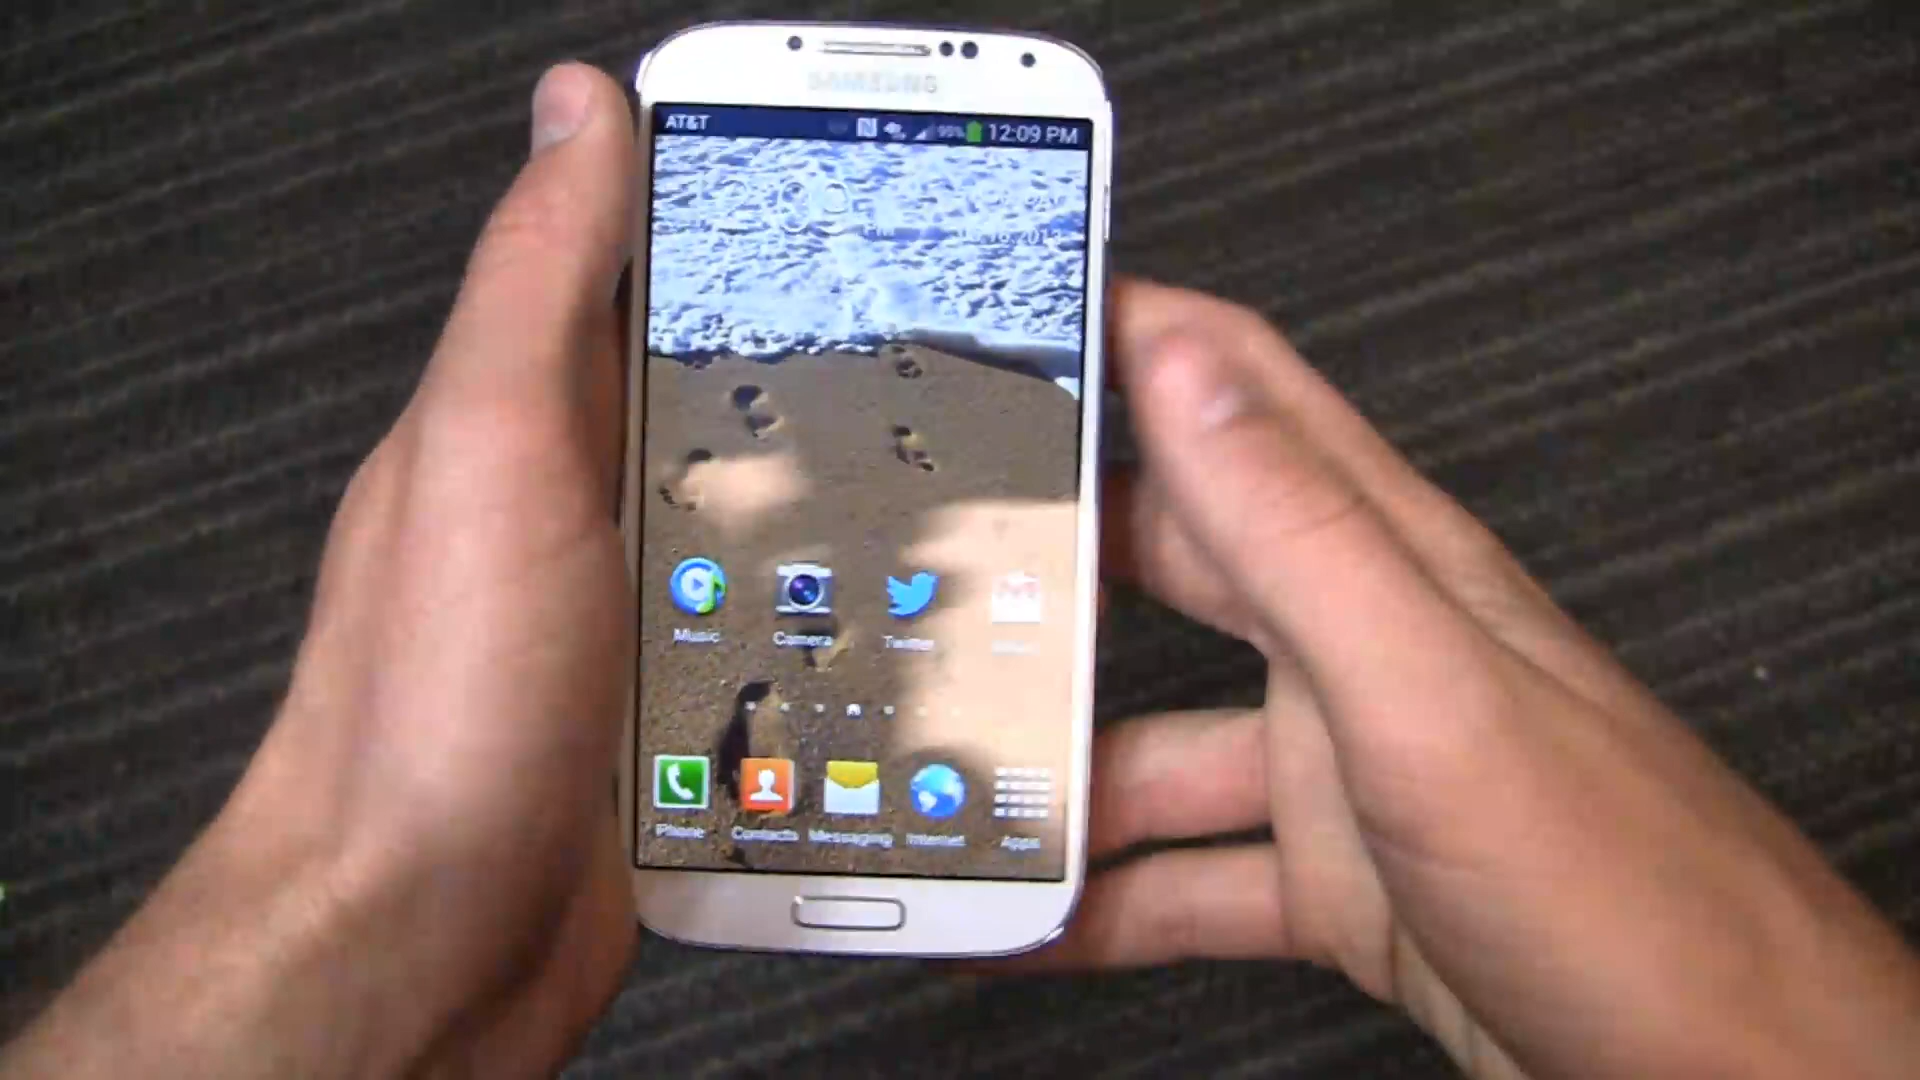 SAMSUNG
AT&T 12:09 PM
Music Camera Twitter
Phone Contacts Messaging Internet Apps